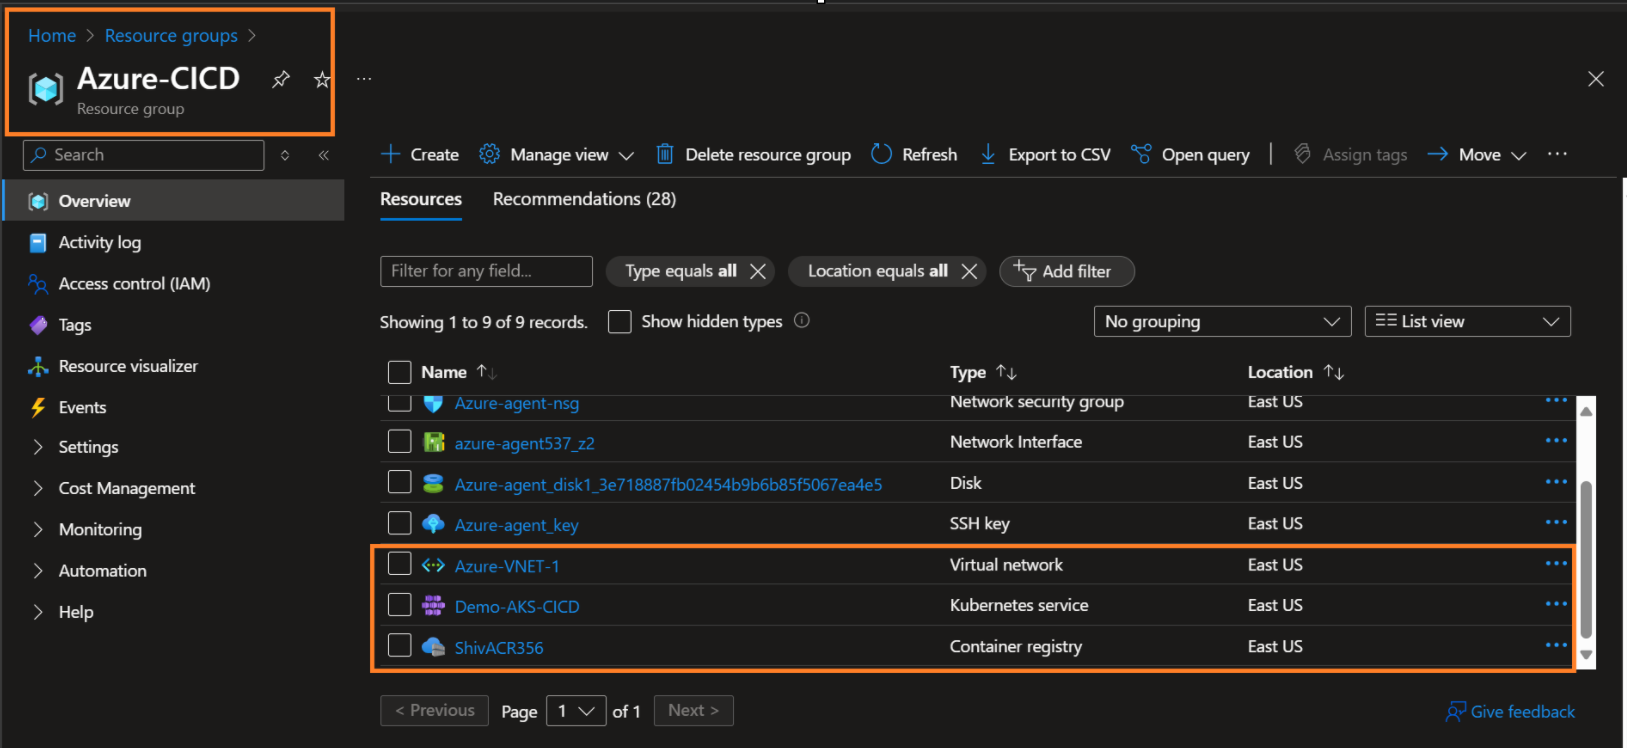 Home > Resource groups >
Azure-CICD
Resource group
Search
Overview
Activity log
Access control (IAM)
Tags
Resource visualizer
Events
Settings
Cost Management
Monitoring
Automation
Help
Create Manage view Delete resource group Refresh Export to CSV Open query Assign tags Move
Resources Recommendations (28)
Filter for any field... Type equals all Location equals all Add filter
Showing 1 to 9 of 9 records. Show hidden types No grouping List view
Name Type Location
Azure-agent-nsg Network security group East US
azure-agent537_z2 Network Interface East US
Azure-agent_disk1_3e718887fb02454b9b6b85f5067ea4e5 Disk East US
Azure-agent_key SSH key East US
Azure-VNET-1 Virtual network East US
Demo-AKS-CICD Kubernetes service East US
ShivACR356 Container registry East US
< Previous Page 1 of 1 Next > Give feedback